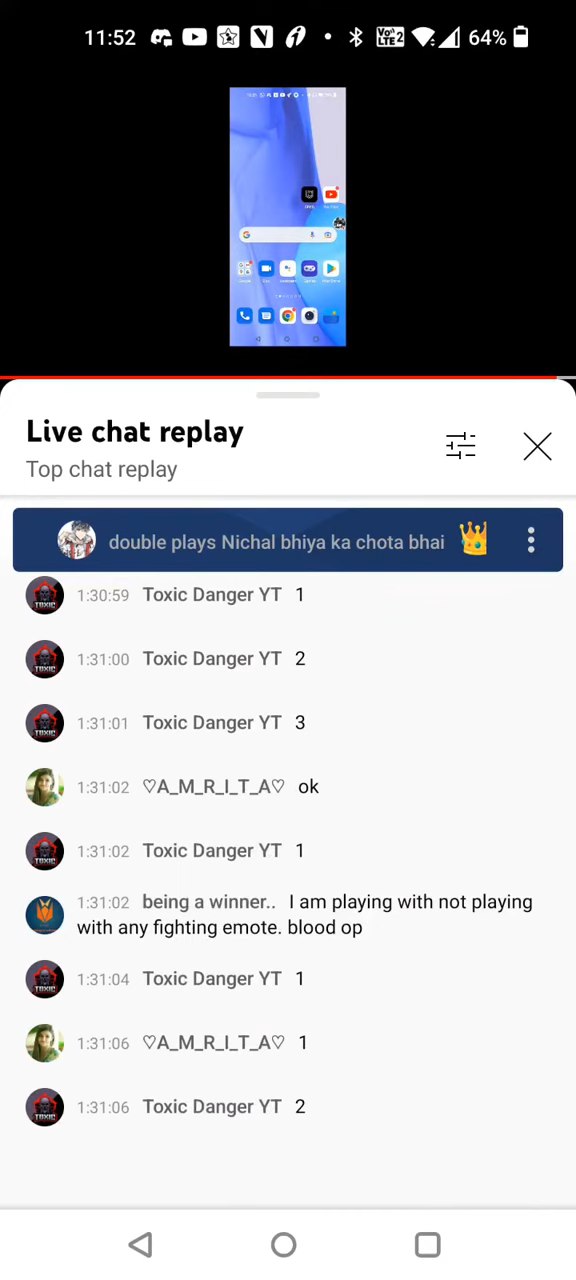 11:52
VoLTE2
64%
Live chat replay
Top chat replay
double plays Nichal bhiya ka chota bhai
1:30:59 Toxic Danger YT 1
1:31:00 Toxic Danger YT 2
1:31:01 Toxic Danger YT 3
1:31:02 ♡A_M_R_I_T_A♡ ok
1:31:02 Toxic Danger YT 1
1:31:02 being a winner.. I am playing with not playing
with any fighting emote. blood op
1:31:04 Toxic Danger YT 1
1:31:06 ♡A_M_R_I_T_A♡ 1
1:31:06 Toxic Danger YT 2